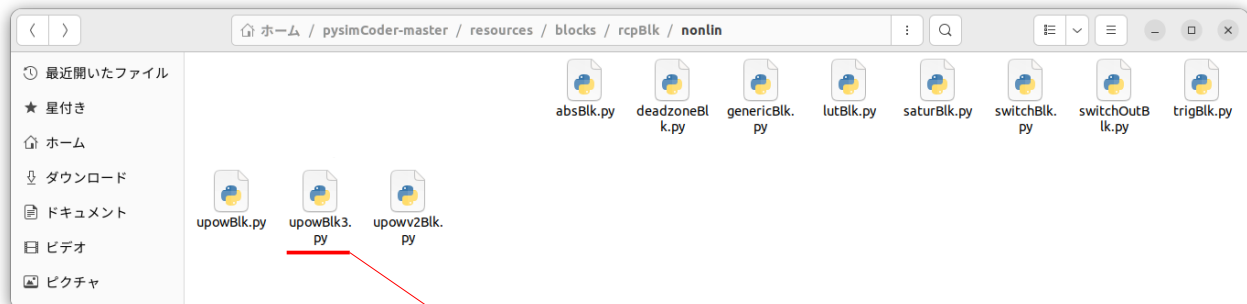 ホーム / pysimCoder-master / resources / blocks / rcpBlk / nonlin
最近開いたファイル
星付き
ホーム
ダウンロード
ドキュメント
ビデオ
ピクチャ
absBlk.py
deadzoneBl
k.py
genericBlk.
py
lutBlk.py
saturBlk.py
switchBlk.
py
switchOutB
lk.py
trigBlk.py
upowBlk.py
upowBlk3.
py
upowv2Blk.
py